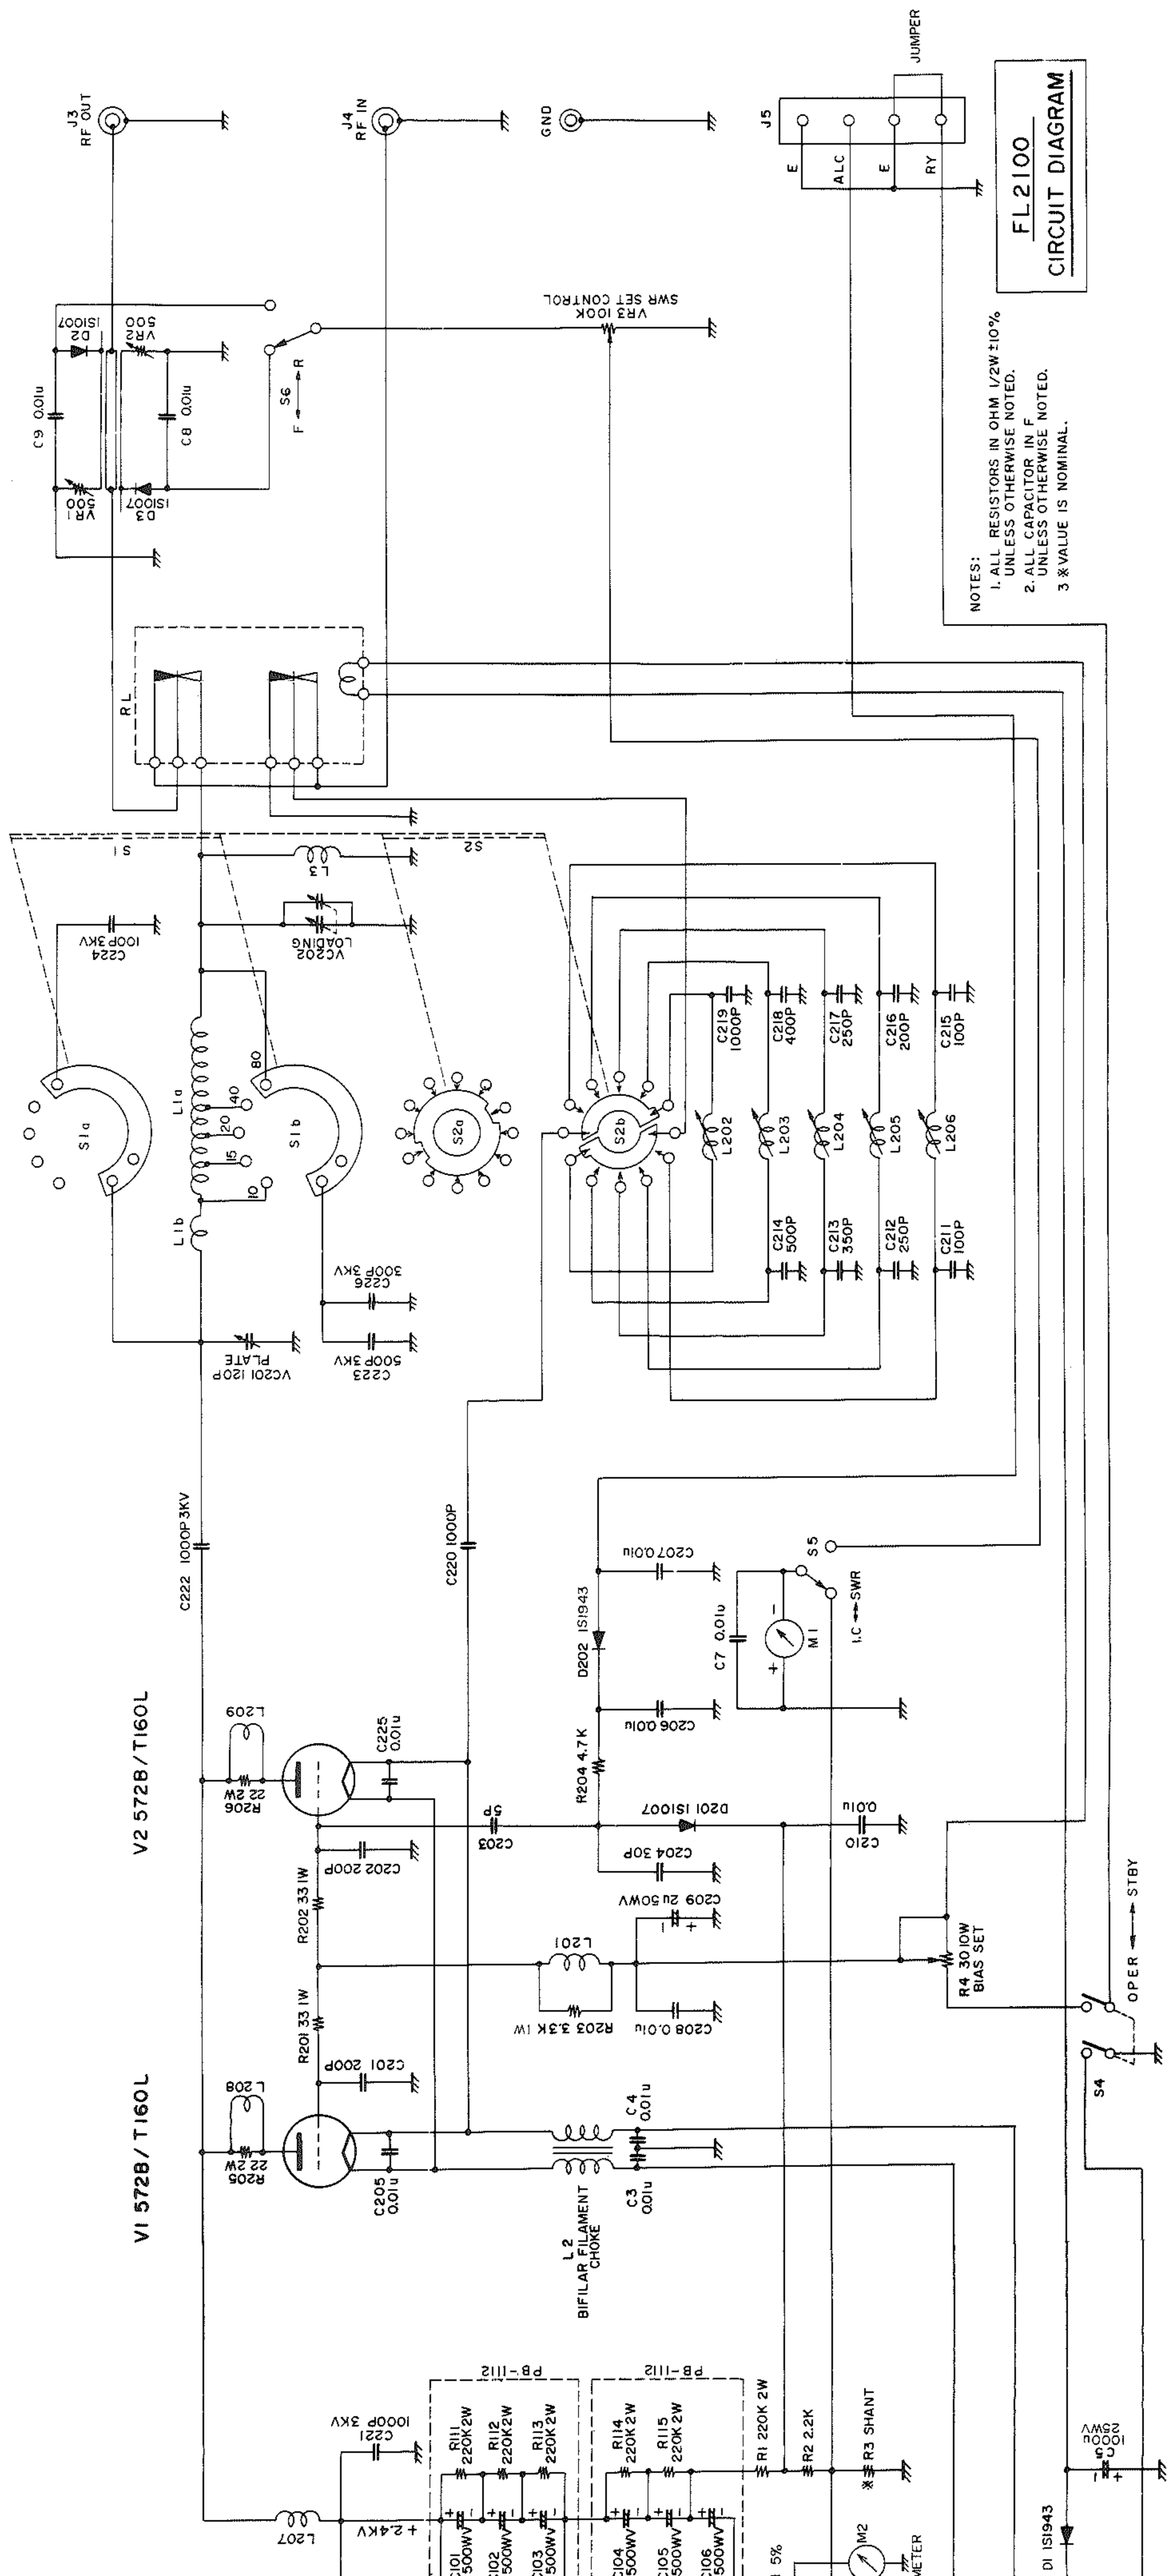 J3
RF OUT
J4
RF IN
GND
J5
JUMPER
E
ALC
E
RY
FL2100
CIRCUIT DIAGRAM
C9 0.01u
D2
1S1007
VR2
500
VR1
500
D3
1S1007
C8 0.01u
S6
F R
VR3 100K
SWR SET CONTROL
NOTES:
1. ALL RESISTORS IN OHM 1/2W ±10%
UNLESS OTHERWISE NOTED.
2. ALL CAPACITOR IN F
UNLESS OTHERWISE NOTED.
3 ※ VALUE IS NOMINAL.
RL
S1
S2
L3
C224
100P 3KV
VC202
LOADING
S1a
L1a
L1b
80
40
20
15
10
S1b
S2a
S2b
C219
1000P
C218
400P
C217
250P
C216
200P
C215
100P
L202
L203
L204
L205
L206
C214
500P
C213
350P
C212
250P
C211
100P
C226
300P 3KV
C223
500P 3KV
VC201 120P
PLATE
C222 1000P 3KV
C220 1000P
C207 0.01u
D202 1S1943
C7 0.01u
M1
+
-
S5
I.C SWR
C206 0.01u
R204 4.7K
V2 572B/T160L
L209
R206
22 2W
C225
0.01u
C203
5P
D201 1S1007
C210
0.01u
C204 30P
C202 200P
R202 33 1W
C209 2u 50WV
-
+
L201
R203 3.3K 1W
C208 0.01u
R4 30 10W
BIAS SET
OPER STBY
S4
R201 33 1W
C201 200P
V1 572B/T160L
L208
R205
22 2W
C205
0.01u
C4
0.01u
C3
0.01u
L2
BIFILAR FILAMENT
CHOKE
PB-1112
PB-1112
C221
1000P 3KV
R111
220K 2W
R112
220K 2W
R113
220K 2W
R114
220K 2W
R115
220K 2W
R1 220K 2W
R2 2.2K
※ R3 SHANT
L207
+2.4KV
C101
500WV
C102
500WV
C103
500WV
C104
500WV
C105
500WV
C106
500WV
5%
M2
METER
C5
1000u
25WV
-
+
D1 1S1943